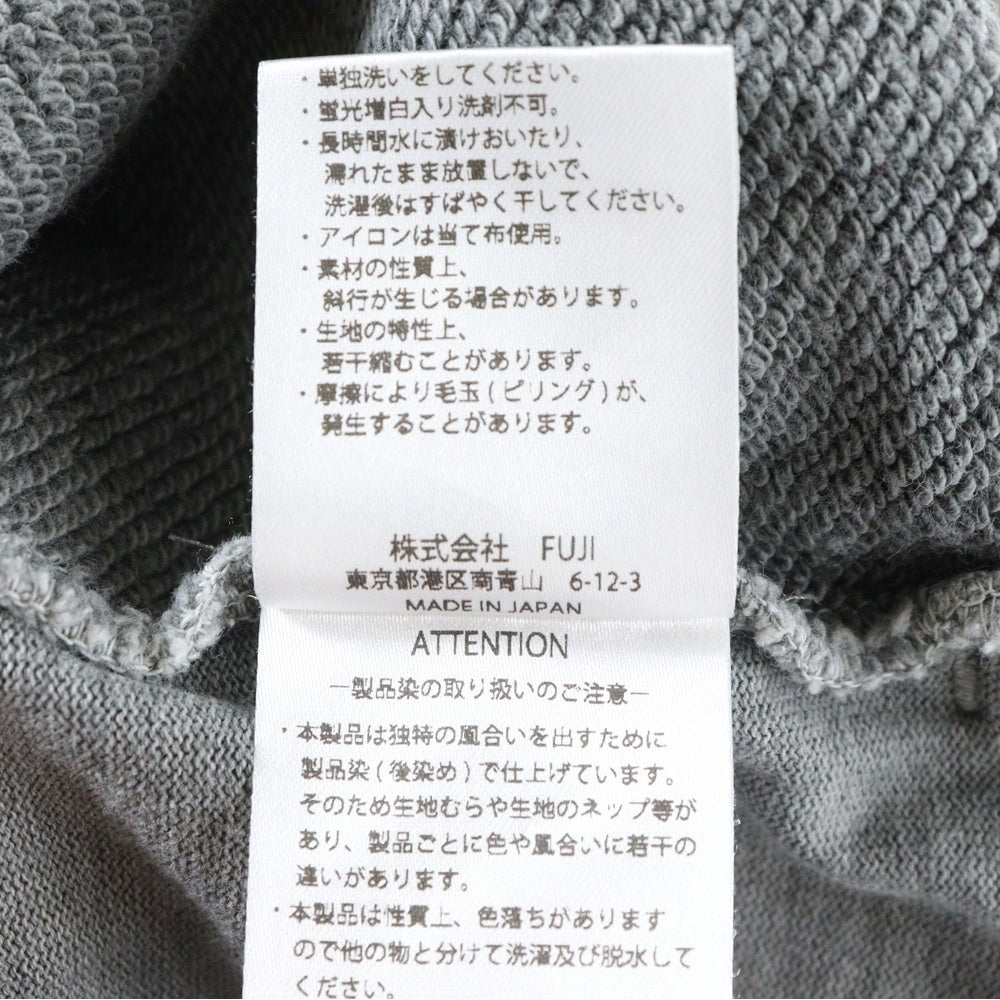 ・単独洗いをしてください。
・蛍光増白入り洗剤不可。
・長時間水に漬けおいたり、
濡れたまま放置しないで、
洗濯後はすばやく干してください。
・アイロンは当て布使用。
・素材の性質上、
斜行が生じる場合があります。
・生地の特性上、
若干縮むことがあります。
・摩擦により毛玉(ピリング)が、
発生することがあります。
株式会社 FUJI
東京都港区南青山 6-12-3
MADE IN JAPAN
ATTENTION
―製品染の取り扱いのご注意―
・本製品は独特の風合いを出すために
製品染(後染め)で仕上げています。
そのため生地むらや生地のネップ等が
あり、製品ごとに色や風合いに若干の
違いがあります。
・本製品は性質上、色落ちがあります
ので他の物と分けて洗濯及び脱水して
ください。